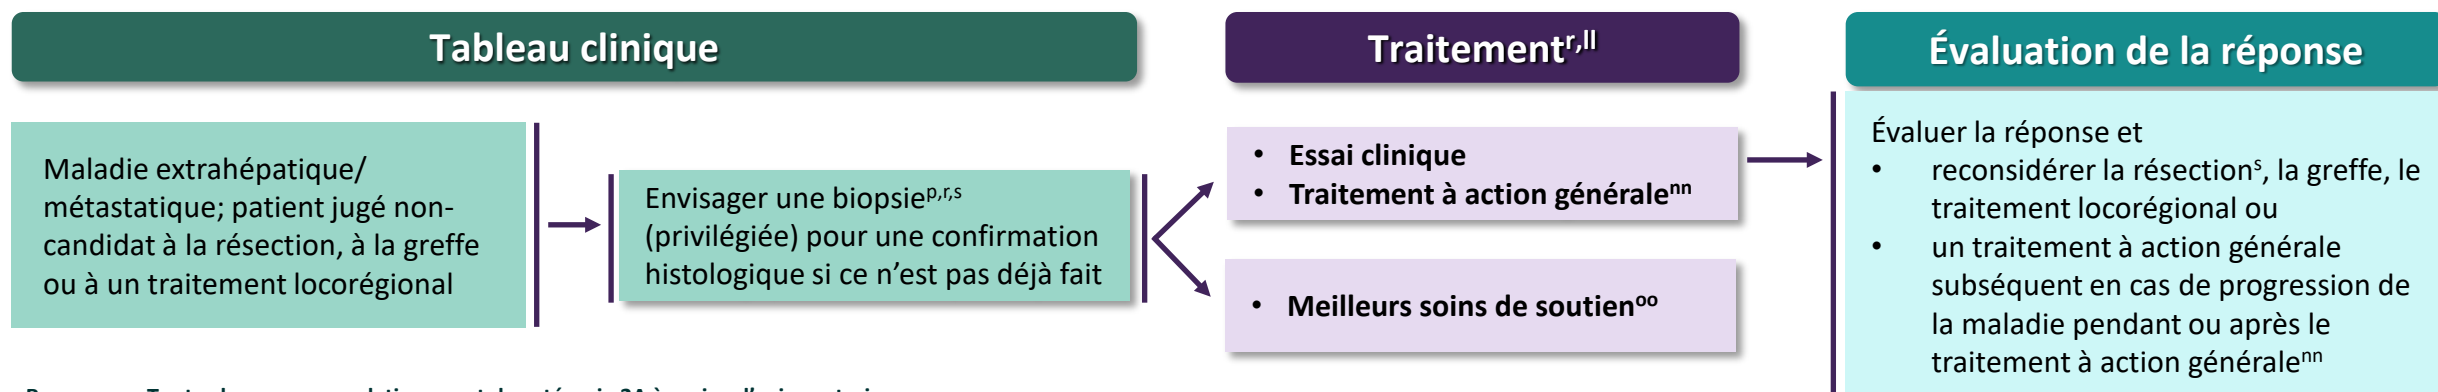 Tableau clinique
Traitementr,ll
Évaluation de la réponse
Maladie extrahépatique/
métastatique; patient jugé non-
candidat à la résection, à la greffe
ou à un traitement locorégional
Envisager une biopsiep,r,s
(privilégiée) pour une confirmation
histologique si ce n’est pas déjà fait
• Essai clinique
• Traitement à action généralenn
• Meilleurs soins de soutienoo
Évaluer la réponse et
• reconsidérer la résections, la greffe, le
traitement locorégional ou
• un traitement à action générale
subséquent en cas de progression de
la maladie pendant ou après le
traitement à action généralenn